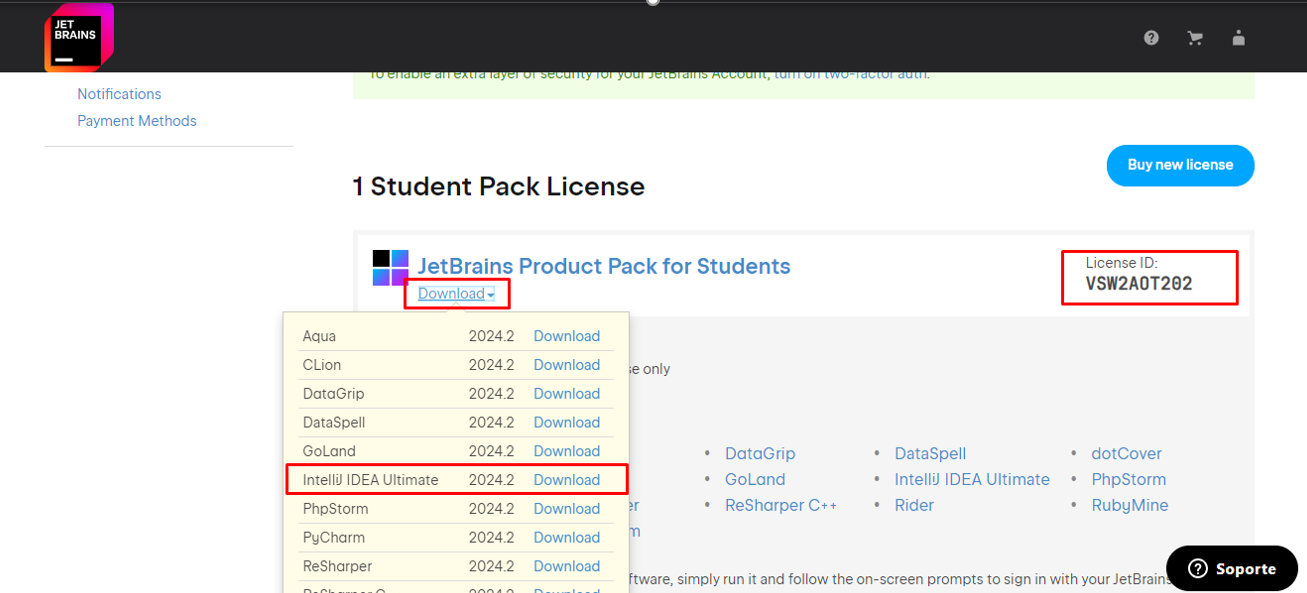 JET
BRAINS
To enable an extra layer of security for your JetBrains Account, turn on two-factor auth.
Notifications
Payment Methods
Buy new license
1 Student Pack License
JetBrains Product Pack for Students
Download
License ID:
VSW2AOT202
Aqua 2024.2 Download
CLion 2024.2 Download
se only
DataGrip 2024.2 Download
DataSpell 2024.2 Download
GoLand 2024.2 Download
• DataGrip • DataSpell • dotCover
IntelliJ IDEA Ultimate 2024.2 Download
• GoLand • IntelliJ IDEA Ultimate • PhpStorm
PhpStorm 2024.2 Download
er • ReSharper C++ • Rider • RubyMine
PyCharm 2024.2 Download
m
ReSharper 2024.2 Download
ftware, simply run it and follow the on-screen prompts to sign in with your JetBrains
ReSharper C 2024.2 Download
Soporte